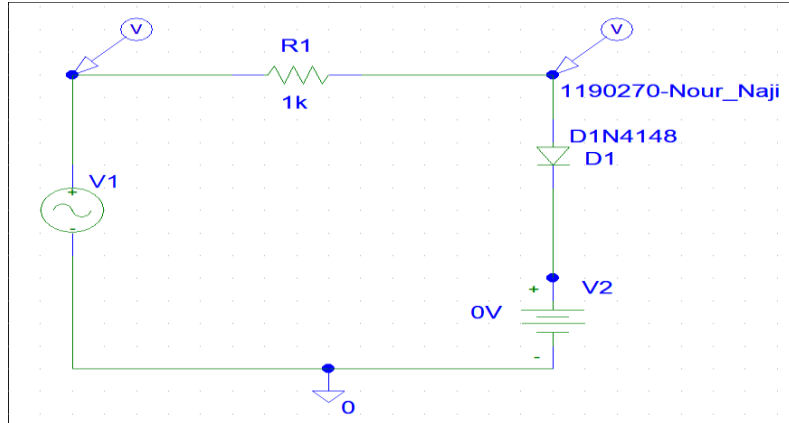 V
V
R1
1k
1190270-Nour_Naji
D1N4148
D1
V1
+
-
+
V2
0V
-
0